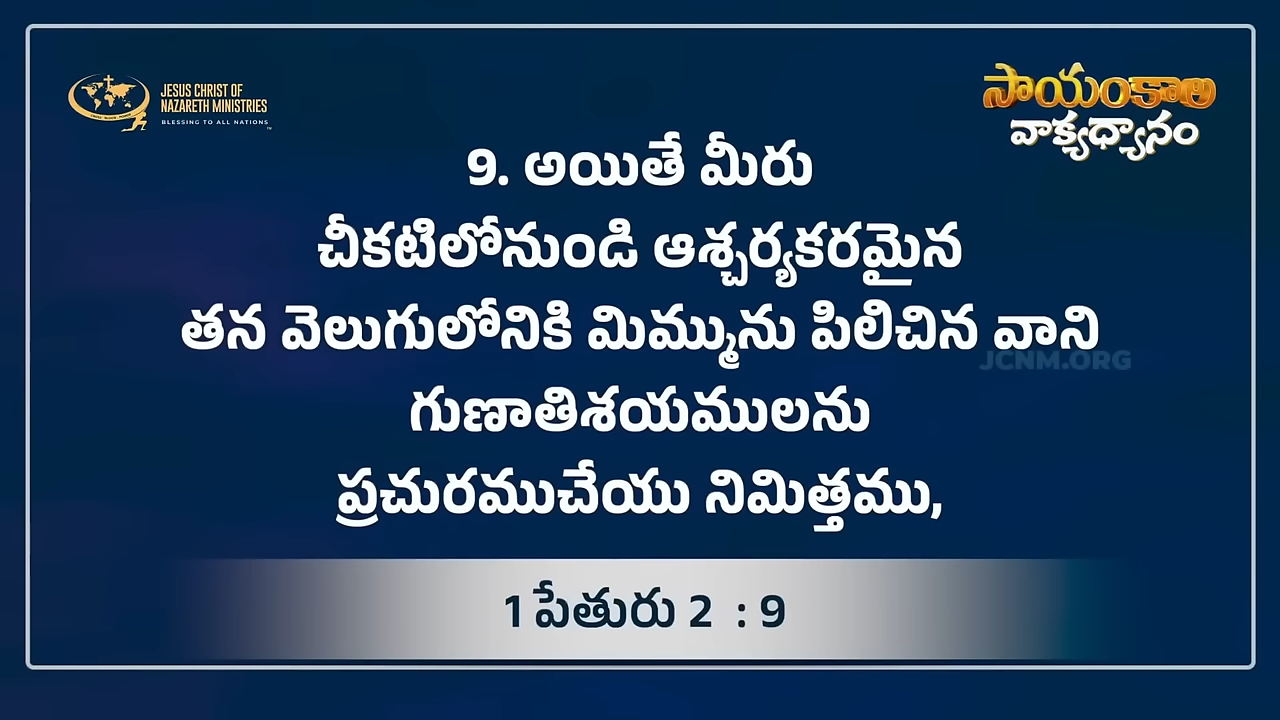 JESUS CHRIST OF
NAZARETH MINISTRIES
BLESSING TO ALL NATIONS
సాయంకాల
వాక్యధ్యానం
9. అయితే మీరు
చీకటిలోనుండి ఆశ్చర్యకరమైన
తన వెలుగులోనికి మిమ్మును పిలిచిన వాని
JCNM.ORG
గుణాతిశయములను
ప్రచురముచేయు నిమిత్తము,
1 పేతురు 2 : 9